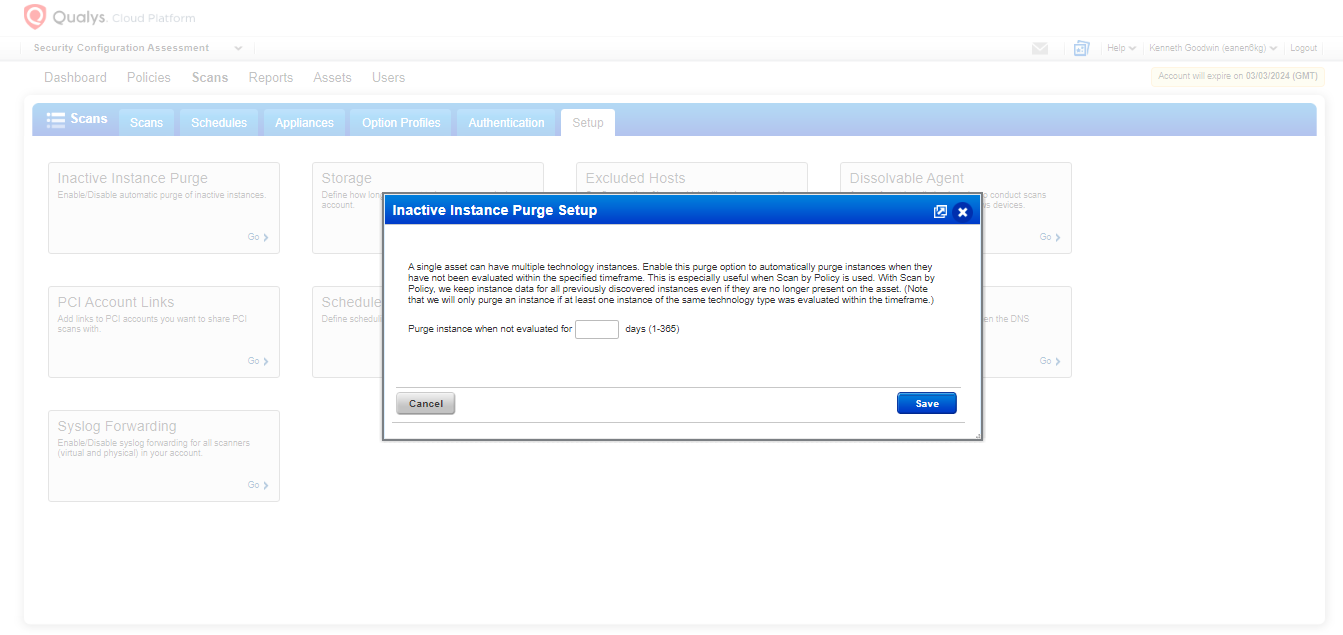 Qualys. Cloud Platform
Security Configuration Assessment
Help
Kenneth Goodwin (eanen6kg)
Logout
Dashboard Policies Scans Reports Assets Users
Account will expire on 03/03/2024 (GMT)
Scans Scans Schedules Appliances Option Profiles Authentication Setup
Inactive Instance Purge
Enable/Disable automatic purge of inactive instances.
Go
Storage
Define how long
account.
Excluded Hosts
Dissolvable Agent
to conduct scans
devices.
Go
Inactive Instance Purge Setup
A single asset can have multiple technology instances. Enable this purge option to automatically purge instances when they
have not been evaluated within the specified timeframe. This is especially useful when Scan by Policy is used. With Scan by
Policy, we keep instance data for all previously discovered instances even if they are no longer present on the asset. (Note
that we will only purge an instance if at least one instance of the same technology type was evaluated within the timeframe.)
Purge instance when not evaluated for days (1-365)
Cancel Save
PCI Account Links
Add links to PCI accounts you want to share PCI
scans with.
Go
Schedule
Define
en the DNS
Go
Syslog Forwarding
Enable/Disable syslog forwarding for all scanners
(virtual and physical) in your account.
Go